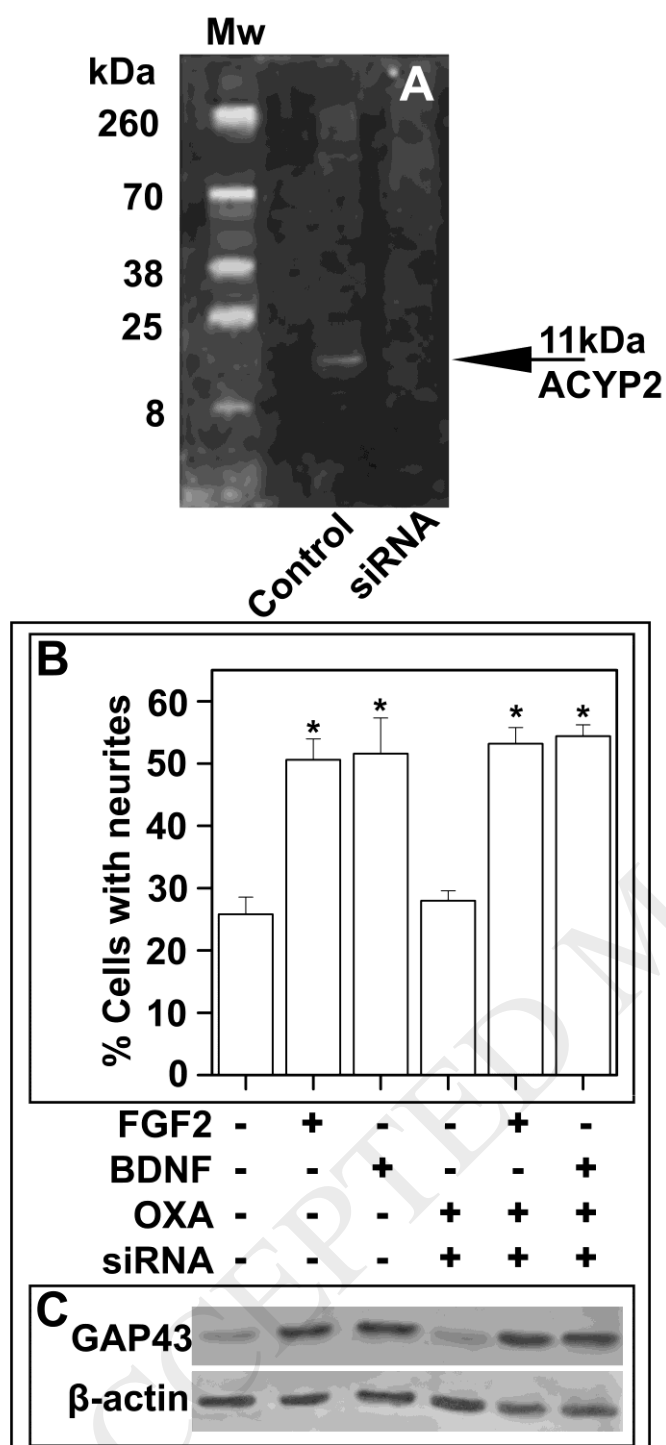 Mw
kDa
A
260
70
38
25
8
11kDa
ACYP2
Control
siRNA
B
% Cells with neurites
60
50
40
30
20
10
0
* * * *
FGF2 - + - - + -
BDNF - - + - - +
OXA - - - + + +
siRNA - - - + + +
C
GAP43
β-actin
CCEPTED M